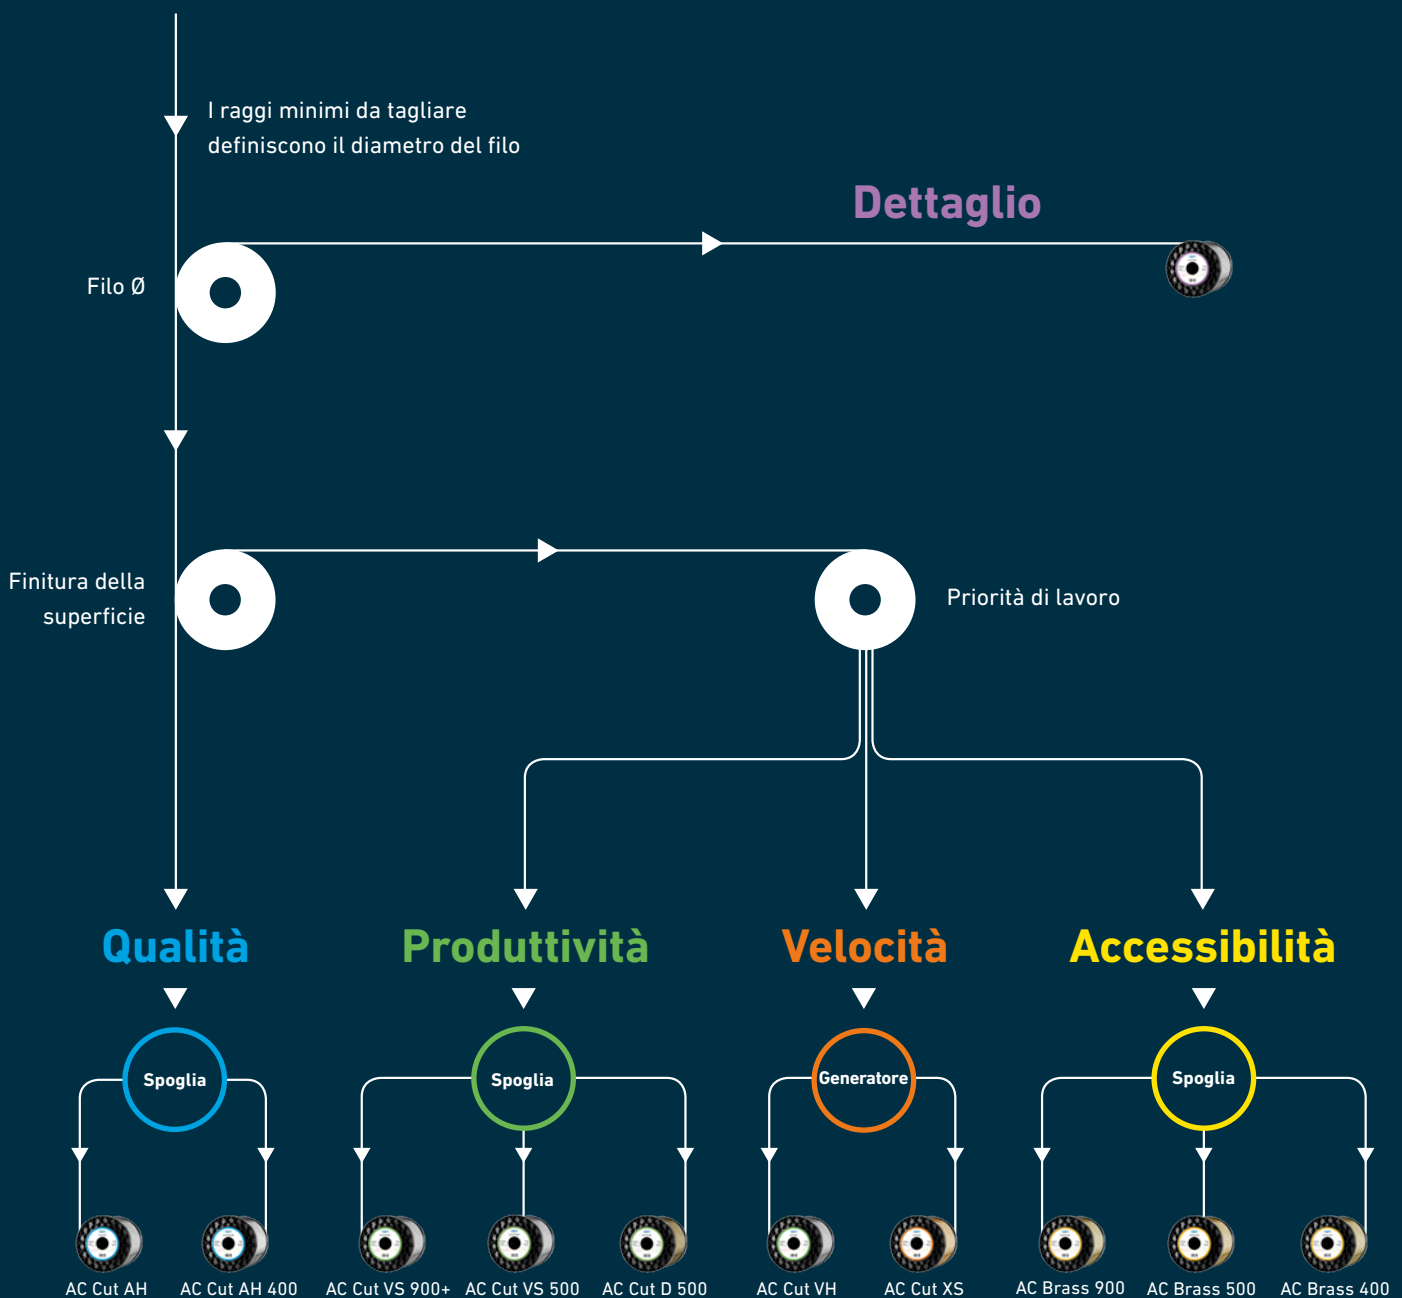 I raggi minimi da tagliare
definiscono il diametro del filo
Dettaglio
Filo Ø
Finitura della
superficie
Priorità di lavoro
Qualità
Produttività
Velocità
Accessibilità
Spoglia
Spoglia
Generatore
Spoglia
AC Cut AH
AC Cut AH 400
AC Cut VS 900+
AC Cut VS 500
AC Cut D 500
AC Cut VH
AC Cut XS
AC Brass 900
AC Brass 500
AC Brass 400